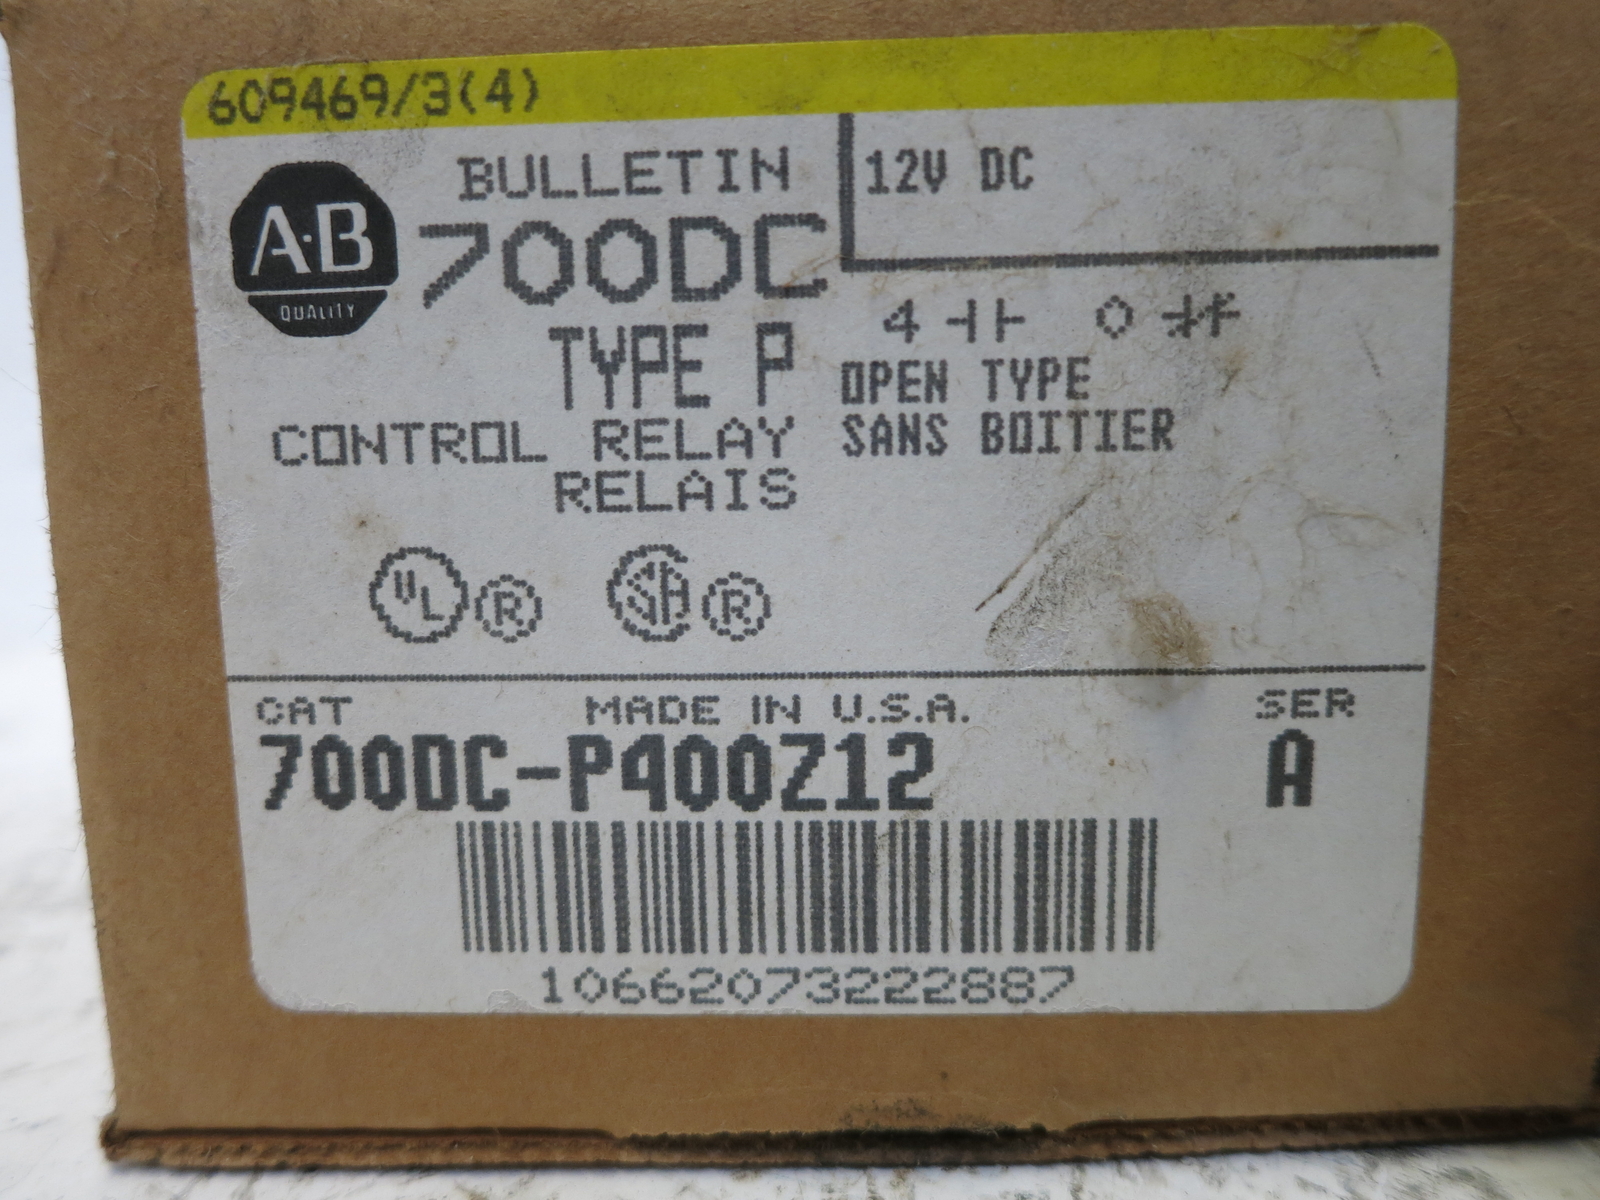 609469/3(4)
A·B
QUALITY
BULLETIN
700DC
TYPE P
CONTROL RELAY
RELAIS
12V DC
4 0
OPEN TYPE
SANS BOITIER
UL ® SA ®
CAT MADE IN U.S.A. SER
700DC-P400Z12 A
10662073222887